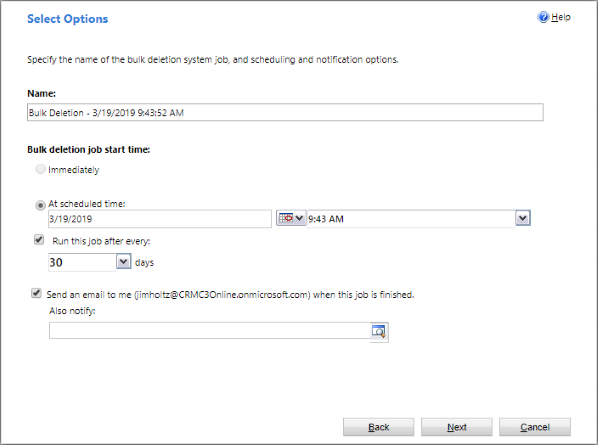 Select Options
Help
Specify the name of the bulk deletion system job, and scheduling and notification options.
Name:
Bulk Deletion - 3/19/2019 9:43:52 AM
Bulk deletion job start time:
Immediately
At scheduled time:
3/19/2019 9:43 AM
Run this job after every:
30 days
Send an email to me (jimholtz@CRMC3Online.onmicrosoft.com) when this job is finished.
Also notify:
Back Next Cancel